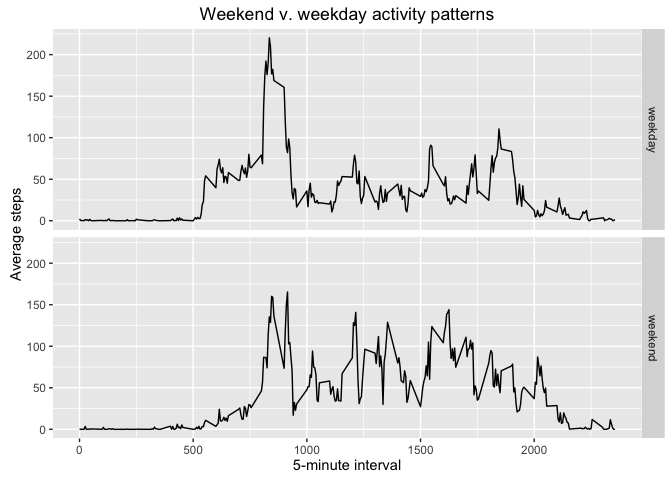 Weekend v. weekday activity patterns
Average steps
200
150
100
50
0
weekday
200
150
100
50
0
weekend
0 500 1000 1500 2000
5-minute interval